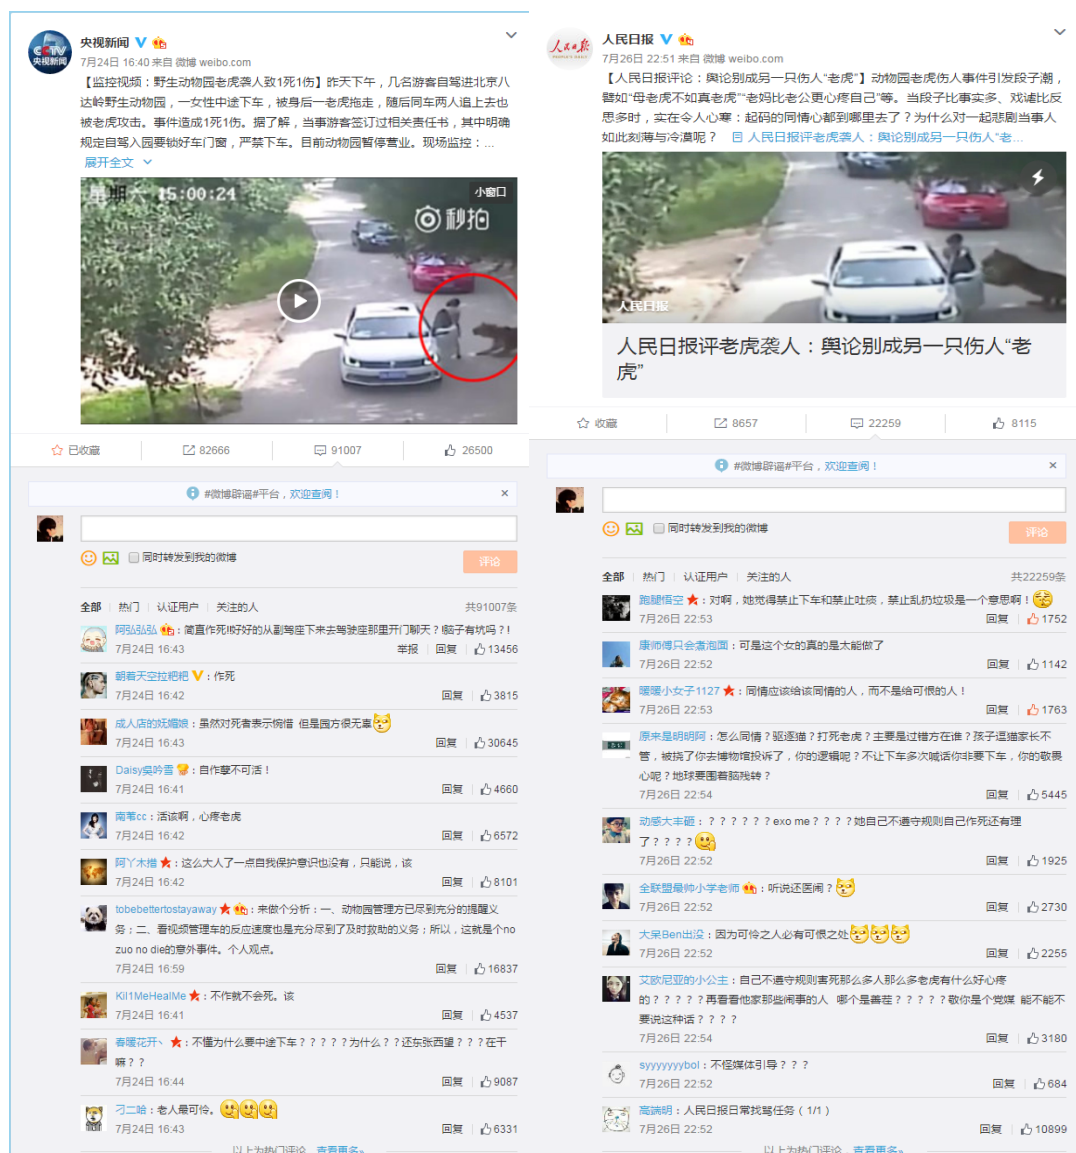 央视新闻
7月24日 16:40 来自 微博 weibo.com
【监控视频：野生动物园老虎袭人致1死1伤】昨天下午，几名游客自驾进北京八
达岭野生动物园，一女性中途下车，被身后一老虎拖走，随后同车两人追上去也
被老虎攻击。事件造成1死1伤。据了解，当事游客签订过相关责任书，其中明确
规定自驾入园要锁好车门窗，严禁下车。目前动物园暂停营业。现场监控：...
展开全文
星期六 15:00:24
小窗口
秒拍
已收藏
82666
91007
26500
#微博辟谣#平台，欢迎查阅！
×
同时转发到我的微博
评论
全部 热门 认证用户 关注的人 共91007条
阿弘弘弘：简直作死!!好好的从副驾座下来去驾驶座那里开门聊天？!脑子有坑吗？!
7月24日 16:43 举报 回复 13456
朝着天空拉粑粑：作死
7月24日 16:42 回复 3815
成人店的妩媚娘：虽然对死者表示惋惜 但是园方很无辜
7月24日 16:43 回复 30645
Daisy吳吟雪：自作孽不可活！
7月24日 16:41 回复 4660
南苇cc：活该啊，心疼老虎
7月24日 16:42 回复 6572
阿丫木措：这么大人了一点自我保护意识也没有，只能说，该
7月24日 16:42 回复 8101
tobebettertostayaway：来做个分析：一、动物园管理方已尽到充分的提醒义
务；二、看视频管理车的反应速度也是充分尽到了及时救助的义务；所以，这就是个no
zuo no die的意外事件。个人观点。
7月24日 16:59 回复 16837
Kil1MeHealMe：不作就不会死。该
7月24日 16:41 回复 4537
春暖花开丶：不懂为什么要中途下车？？？？？为什么？？还东张西望？？？在干
嘛？？
7月24日 16:44 回复 9087
刁二哈：老人最可怜。
7月24日 16:43 回复 6331
以上为热门评论，查看更多»
人民日报
7月26日 22:51 来自 微博 weibo.com
【人民日报评论：舆论别成另一只伤人“老虎”】动物园老虎伤人事件引发段子潮，
譬如“母老虎不如真老虎”“老妈比老公更心疼自己”等。当段子比事实多、戏谑比反
思多时，实在令人心寒：起码的同情心都到哪里去了？为什么对一起悲剧当事人
如此刻薄与冷漠呢？ 人民日报评老虎袭人：舆论别成另一只伤人“老...
人民日报
人民日报评老虎袭人：舆论别成另一只伤人“老
虎”
收藏
8657
22259
8115
#微博辟谣#平台，欢迎查阅！
×
同时转发到我的微博
评论
全部 热门 认证用户 关注的人 共22259条
跑腿悟空：对啊，她觉得禁止下车和禁止吐痰，禁止乱扔垃圾是一个意思啊！
7月26日 22:53 回复 1752
康师傅只会煮泡面：可是这个女的真的是太能做了
7月26日 22:52 回复 1142
暖暖小女子1127：同情应该给该同情的人，而不是给可恨的人！
7月26日 22:53 回复 1763
原来是明明阿：怎么同情？驱逐猫？打死老虎？主要是过错方在谁？孩子逗猫家长不
管，被挠了你去博物馆投诉了，你的逻辑呢？不让下车多次喊话你非要下车，你的敬畏
心呢？地球要围着脑残转？
7月26日 22:54 回复 5445
动感大丰砸：？？？？？？exo me？？？？她自己不遵守规则自己作死还有理
了？？？？
7月26日 22:52 回复 1925
全联盟最帅小学老师：听说还医闹？
7月26日 22:52 回复 2730
大呆Ben出没：因为可怜之人必有可恨之处
7月26日 22:52 回复 2255
艾欧尼亚的小公主：自己不遵守规则害死那么多人那么多老虎有什么好心疼
的？？？？？再看看他家那些闹事的人 哪个是善茬？？？？？敬你是个党媒 能不能不
要说这种话？？？？
7月26日 22:54 回复 3180
syyyyyyybol：不怪媒体引导？？？
7月26日 22:52 回复 684
高端明：人民日报日常找骂任务（1/1）
7月26日 22:52 回复 10899
以上为热门评论，查看更多»